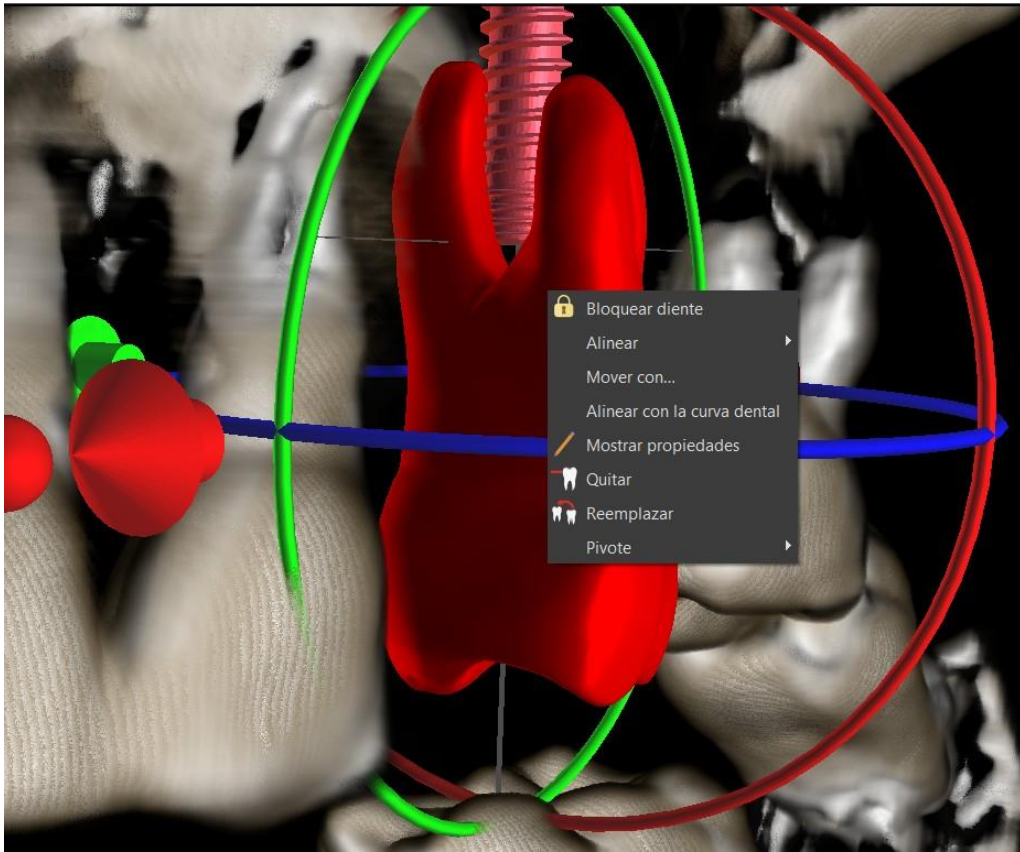 Bloquear diente
Alinear
Mover con...
Alinear con la curva dental
Mostrar propiedades
Quitar
Reemplazar
Pivote